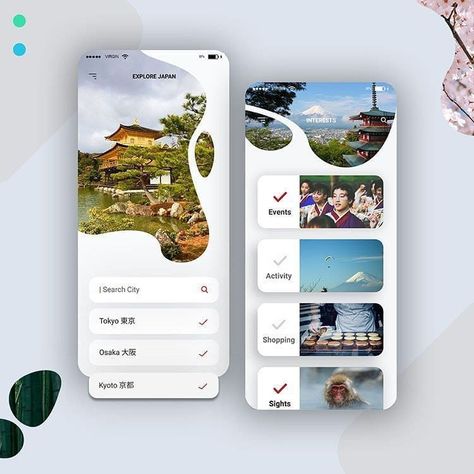 VIRGIN
EXPLORE JAPAN
| Search City
Tokyo 東京
Osaka 大阪
Kyoto 京都
INTERESTS
Events
Activity
Shopping
Sights